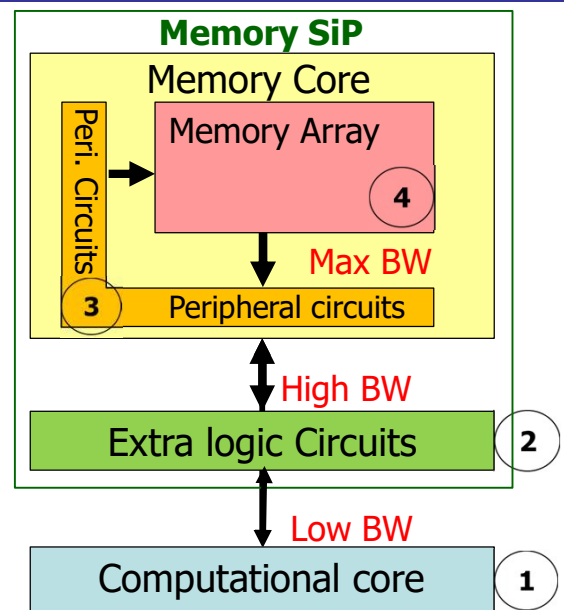 Memory SiP
Memory Core
Peri. Circuits
Memory Array
4
Max BW
3
Peripheral circuits
High BW
Extra logic Circuits
2
Low BW
Computational core
1